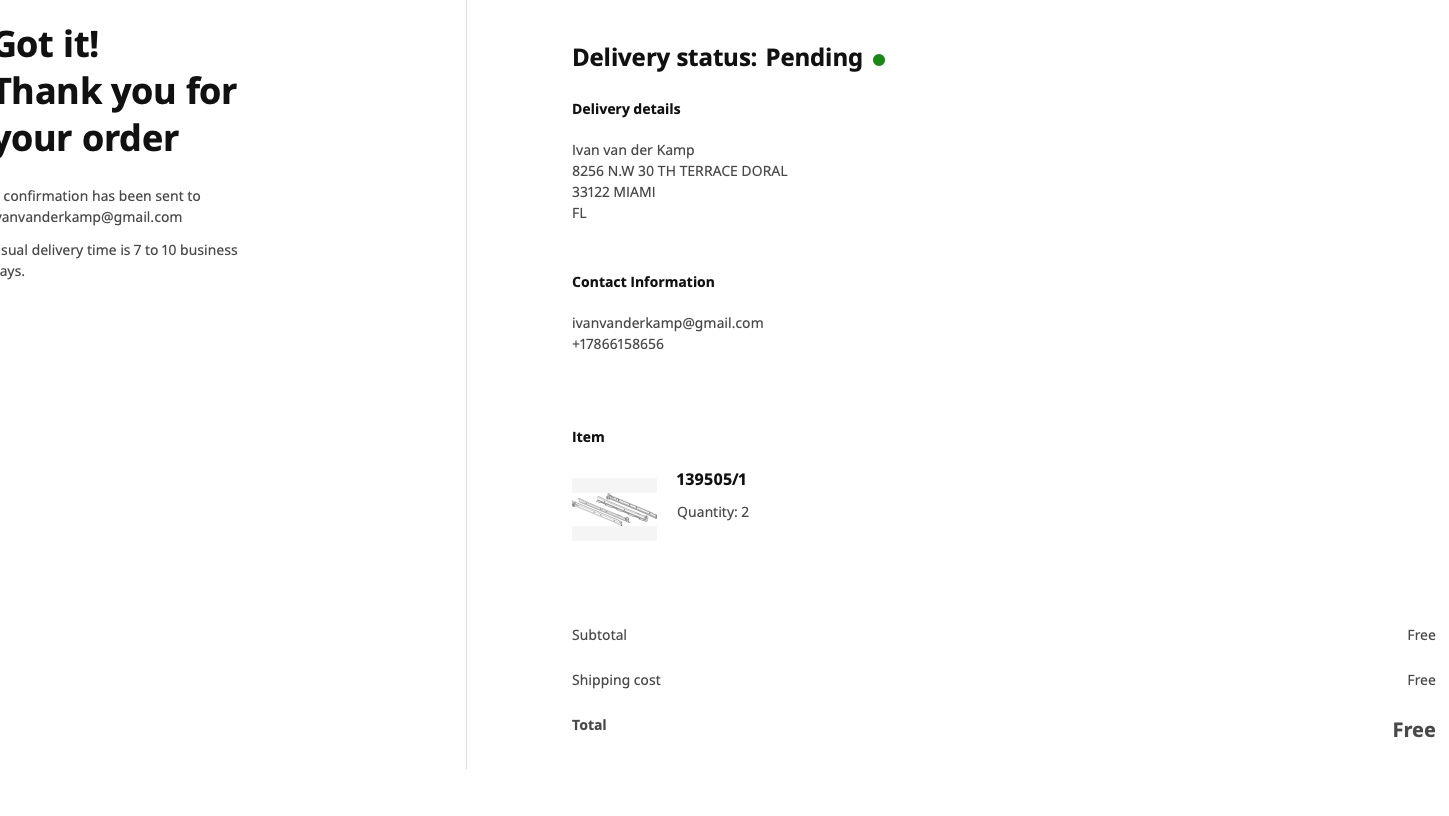 Got it!
Thank you for
your order
confirmation has been sent to
vanvanderkamp@gmail.com
sual delivery time is 7 to 10 business
ays.
Delivery status: Pending
Delivery details
Ivan van der Kamp
8256 N.W 30 TH TERRACE DORAL
33122 MIAMI
FL
Contact Information
ivanvanderkamp@gmail.com
+17866158656
Item
139505/1
Quantity: 2
Subtotal Free
Shipping cost Free
Total Free